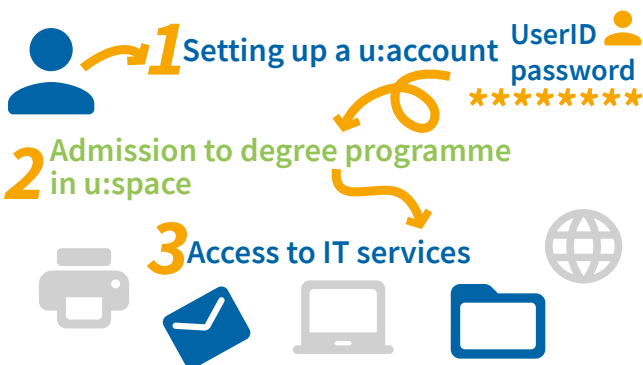 1 Setting up a u:account
UserID
password
********
2 Admission to degree programme
in u:space
3 Access to IT services